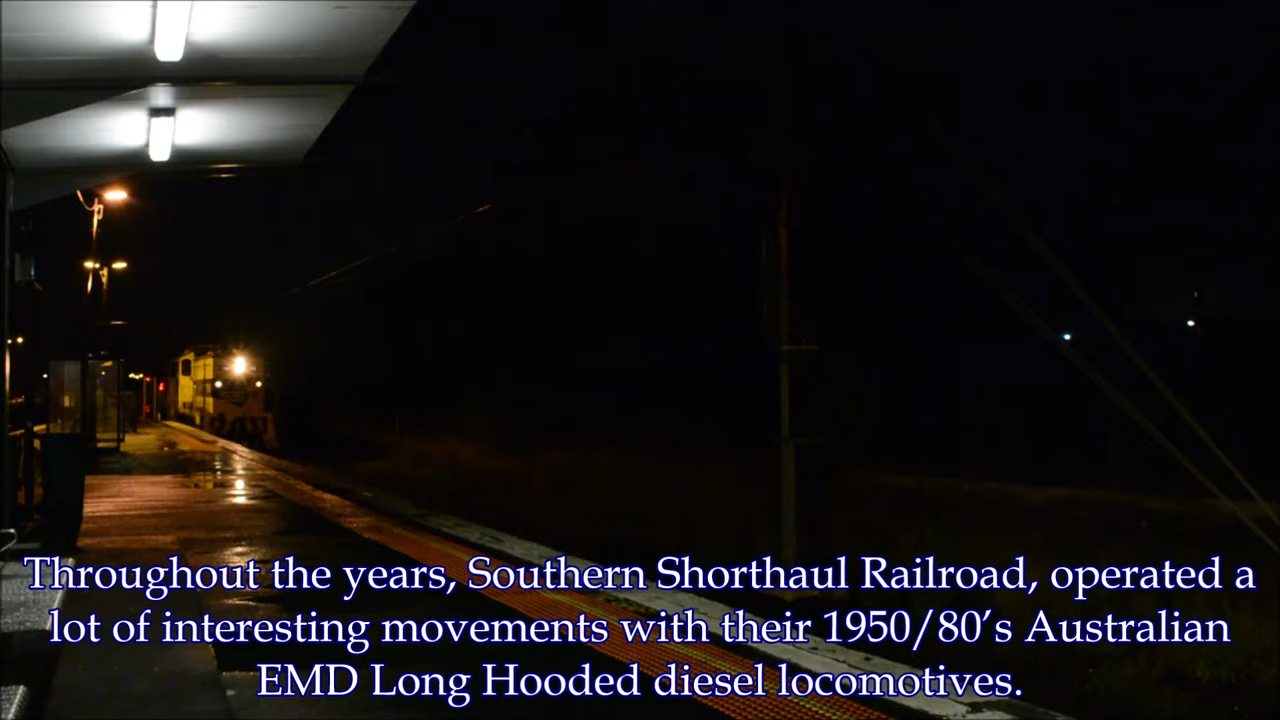 Throughout the years, Southern Shorthaul Railroad, operated a
lot of interesting movements with their 1950/80’s Australian
EMD Long Hooded diesel locomotives.